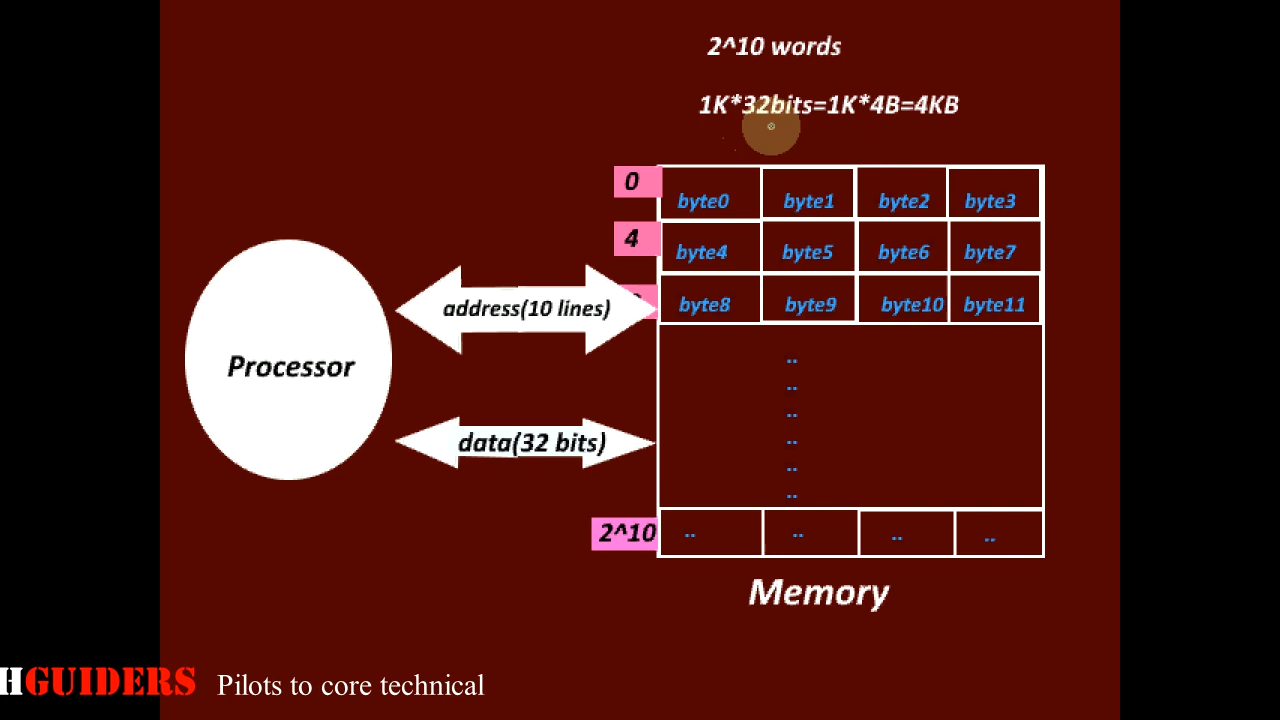 2^10 words
1K*32bits=1K*4B=4KB
0
byte0 byte1 byte2 byte3
4
byte4 byte5 byte6 byte7
address(10 lines)
byte8 byte9 byte10 byte11
..
..
..
Processor
..
data(32 bits)
..
..
2^10
.. .. .. ..
Memory
HGUIDERS Pilots to core technical